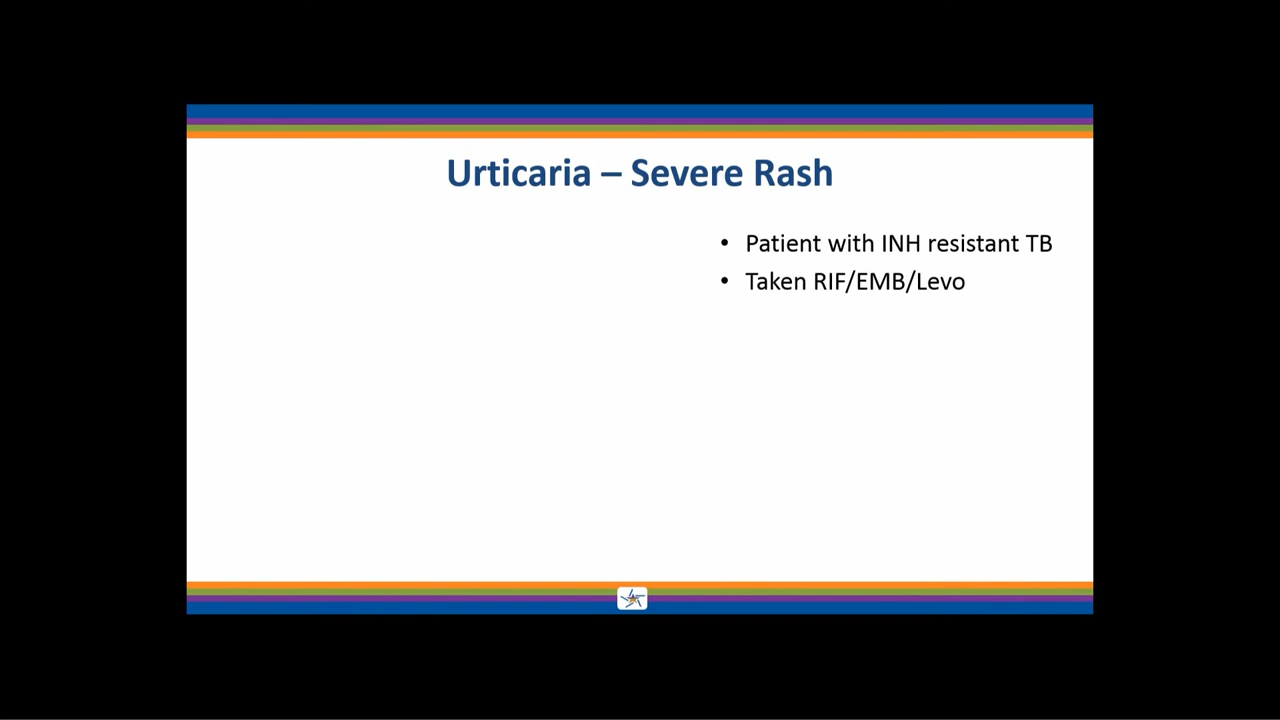 Urticaria – Severe Rash
• Patient with INH resistant TB
• Taken RIF/EMB/Levo